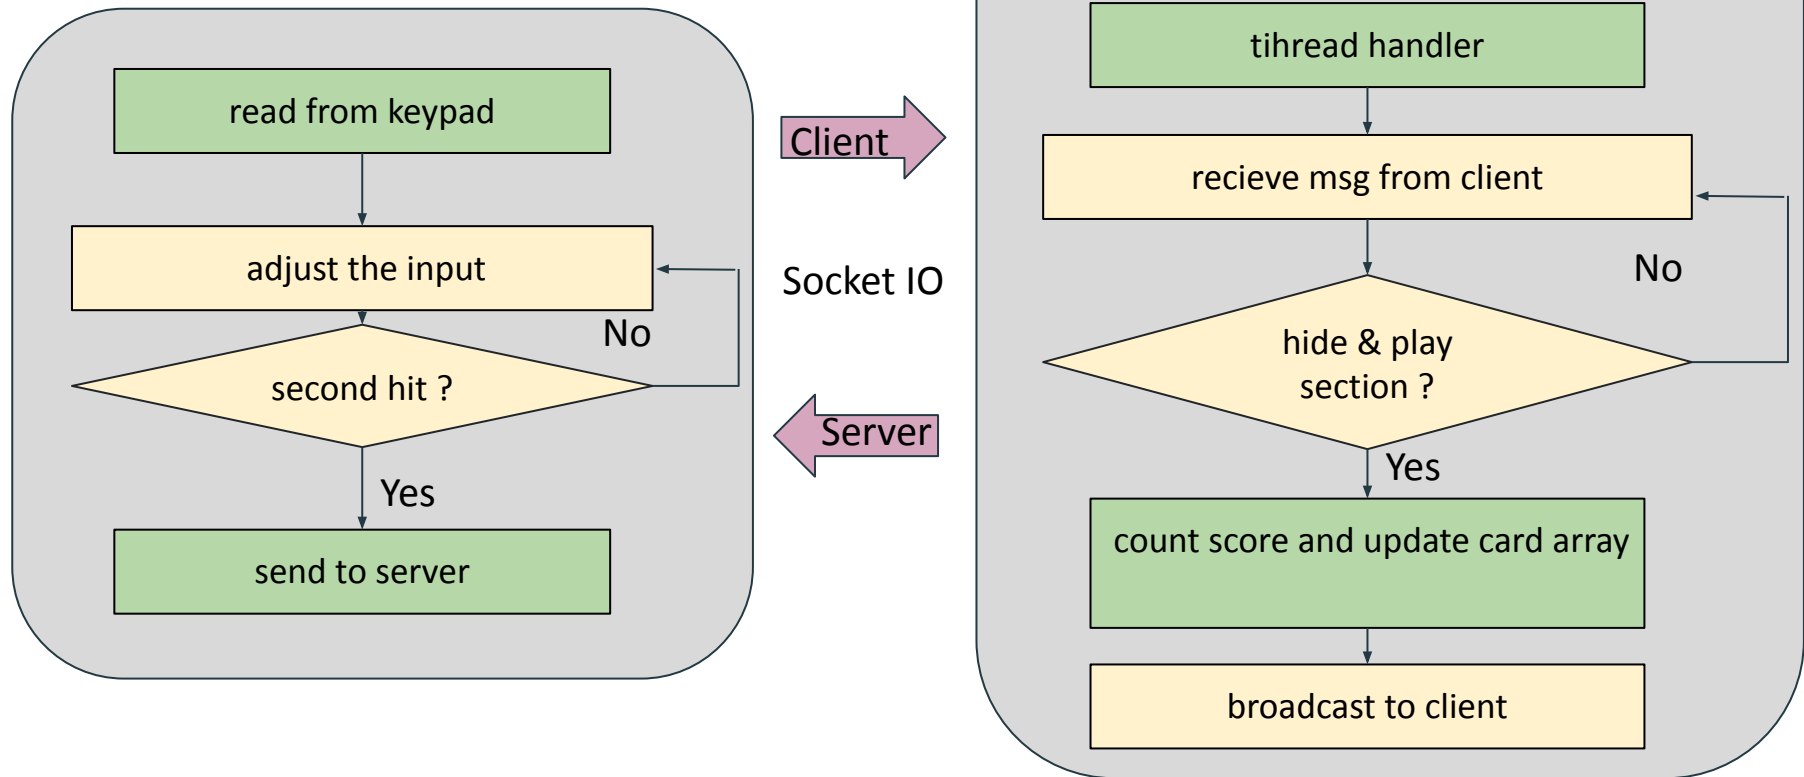 read from keypad
adjust the input
No
second hit ?
Yes
send to server
Client
Socket IO
Server
tihread handler
recieve msg from client
No
hide & play
section ?
Yes
count score and update card array
broadcast to client